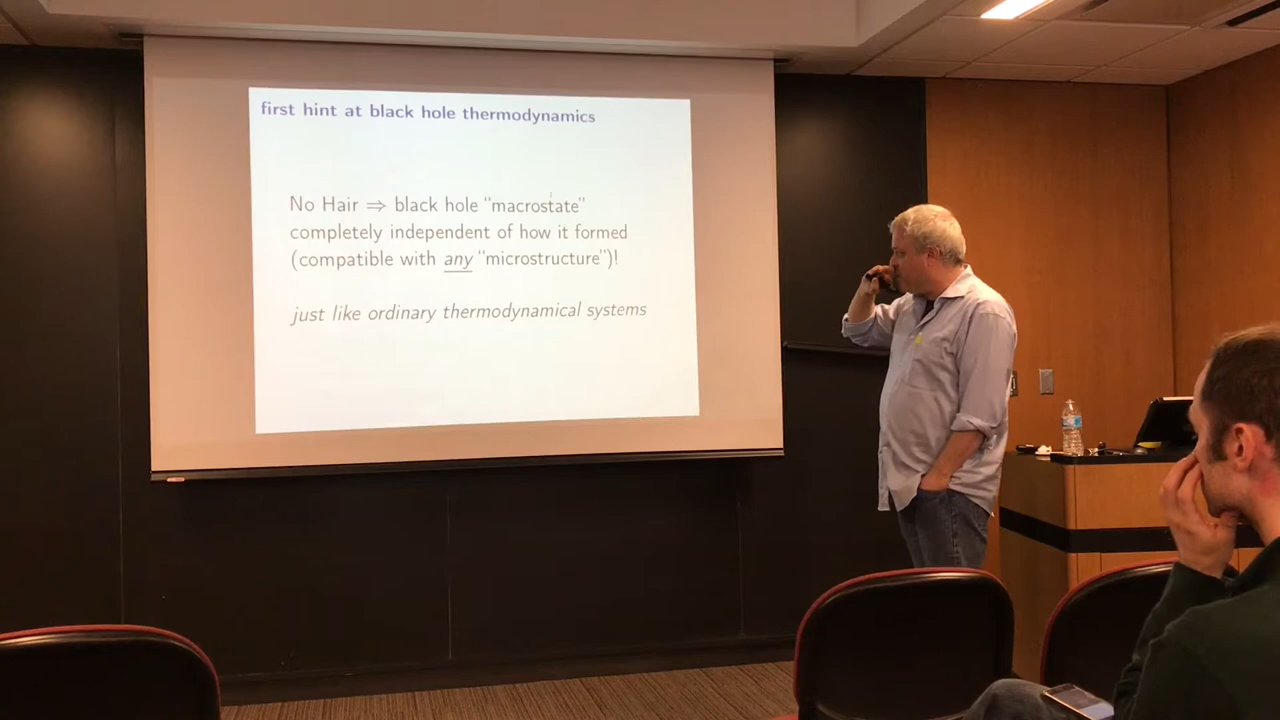 first hint at black hole thermodynamics
No Hair ⇒ black hole “macrostate”
completely independent of how it formed
(compatible with any “microstructure”)!
just like ordinary thermodynamical systems